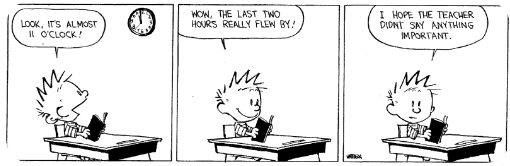 LOOK, IT'S ALMOST
11 O'CLOCK!
WOW, THE LAST TWO
HOURS REALLY FLEW BY!
I HOPE THE TEACHER
DIDNT SAY ANYTHING
IMPORTANT.